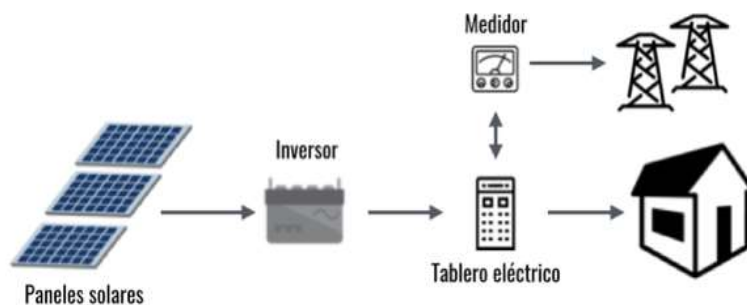 Medidor
Inversor
Tablero eléctrico
Paneles solares